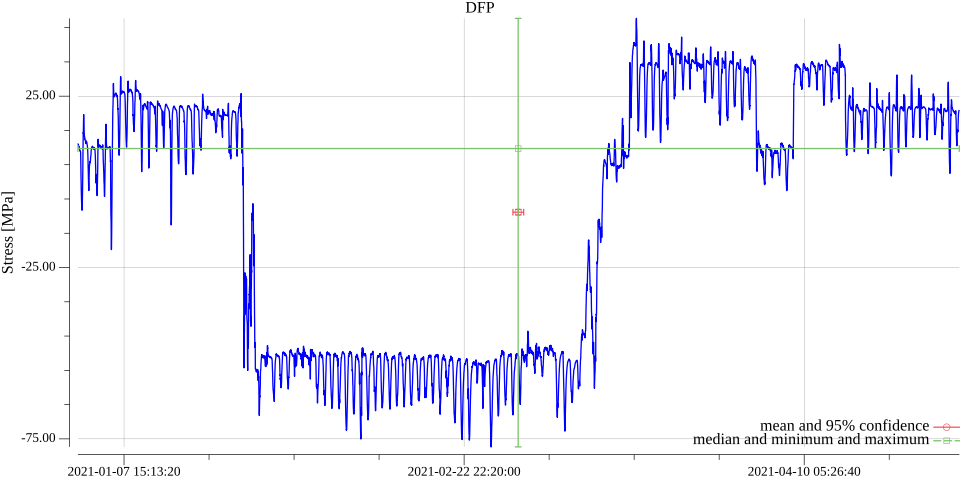 DFP
25.00
Stress [MPa]
-25.00
-75.00
mean and 95% confidence
median and minimum and maximum
2021-01-07 15:13:20
2021-02-22 22:20:00
2021-04-10 05:26:40